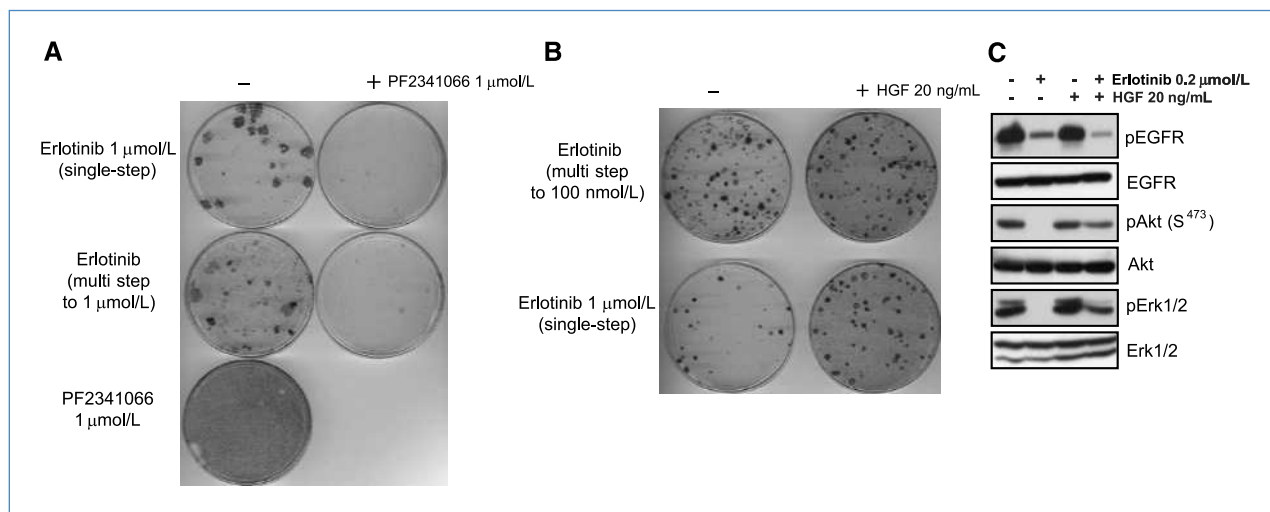 A
– + PF2341066 1 μmol/L
Erlotinib 1 μmol/L
(single-step)
Erlotinib
(multi step
to 1 μmol/L)
PF2341066
1 μmol/L
B
– + HGF 20 ng/mL
Erlotinib
(multi step
to 100 nmol/L)
Erlotinib 1 μmol/L
(single-step)
C
- + - + Erlotinib 0.2 μmol/L
- - + + HGF 20 ng/mL
pEGFR
EGFR
pAkt (S⁴⁷³)
Akt
pErk1/2
Erk1/2